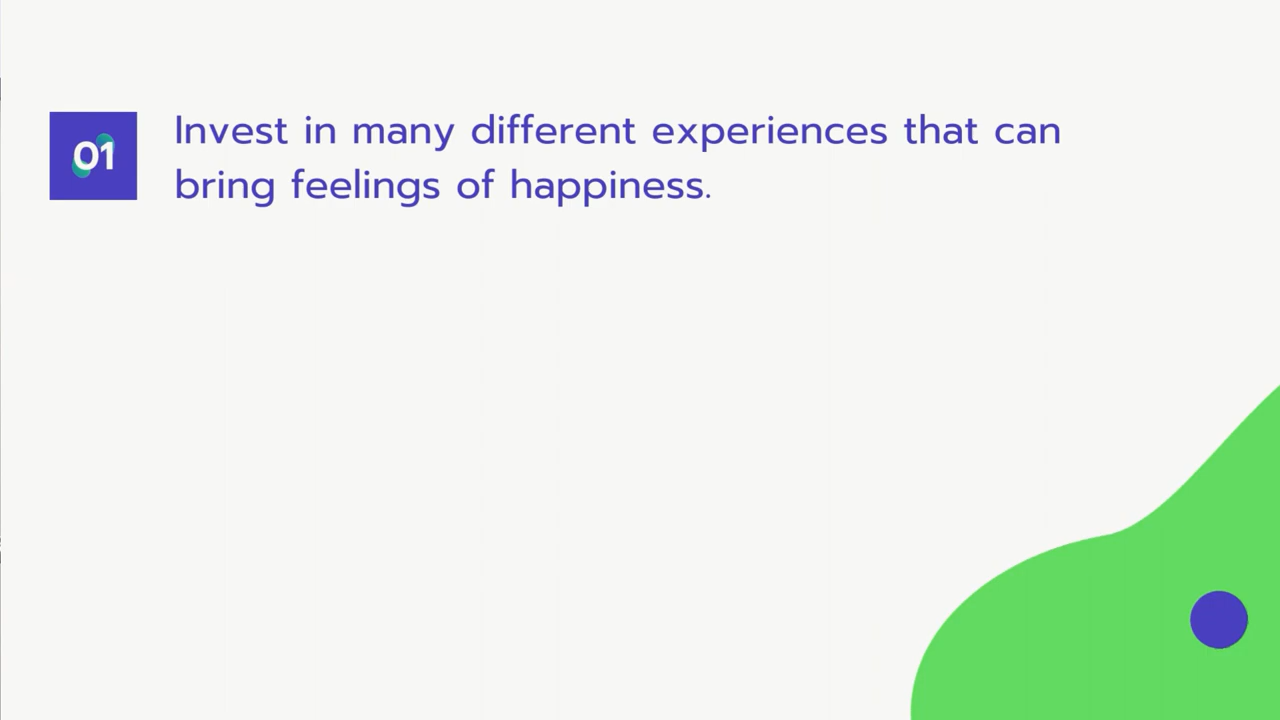 01
Invest in many different experiences that can
bring feelings of happiness.